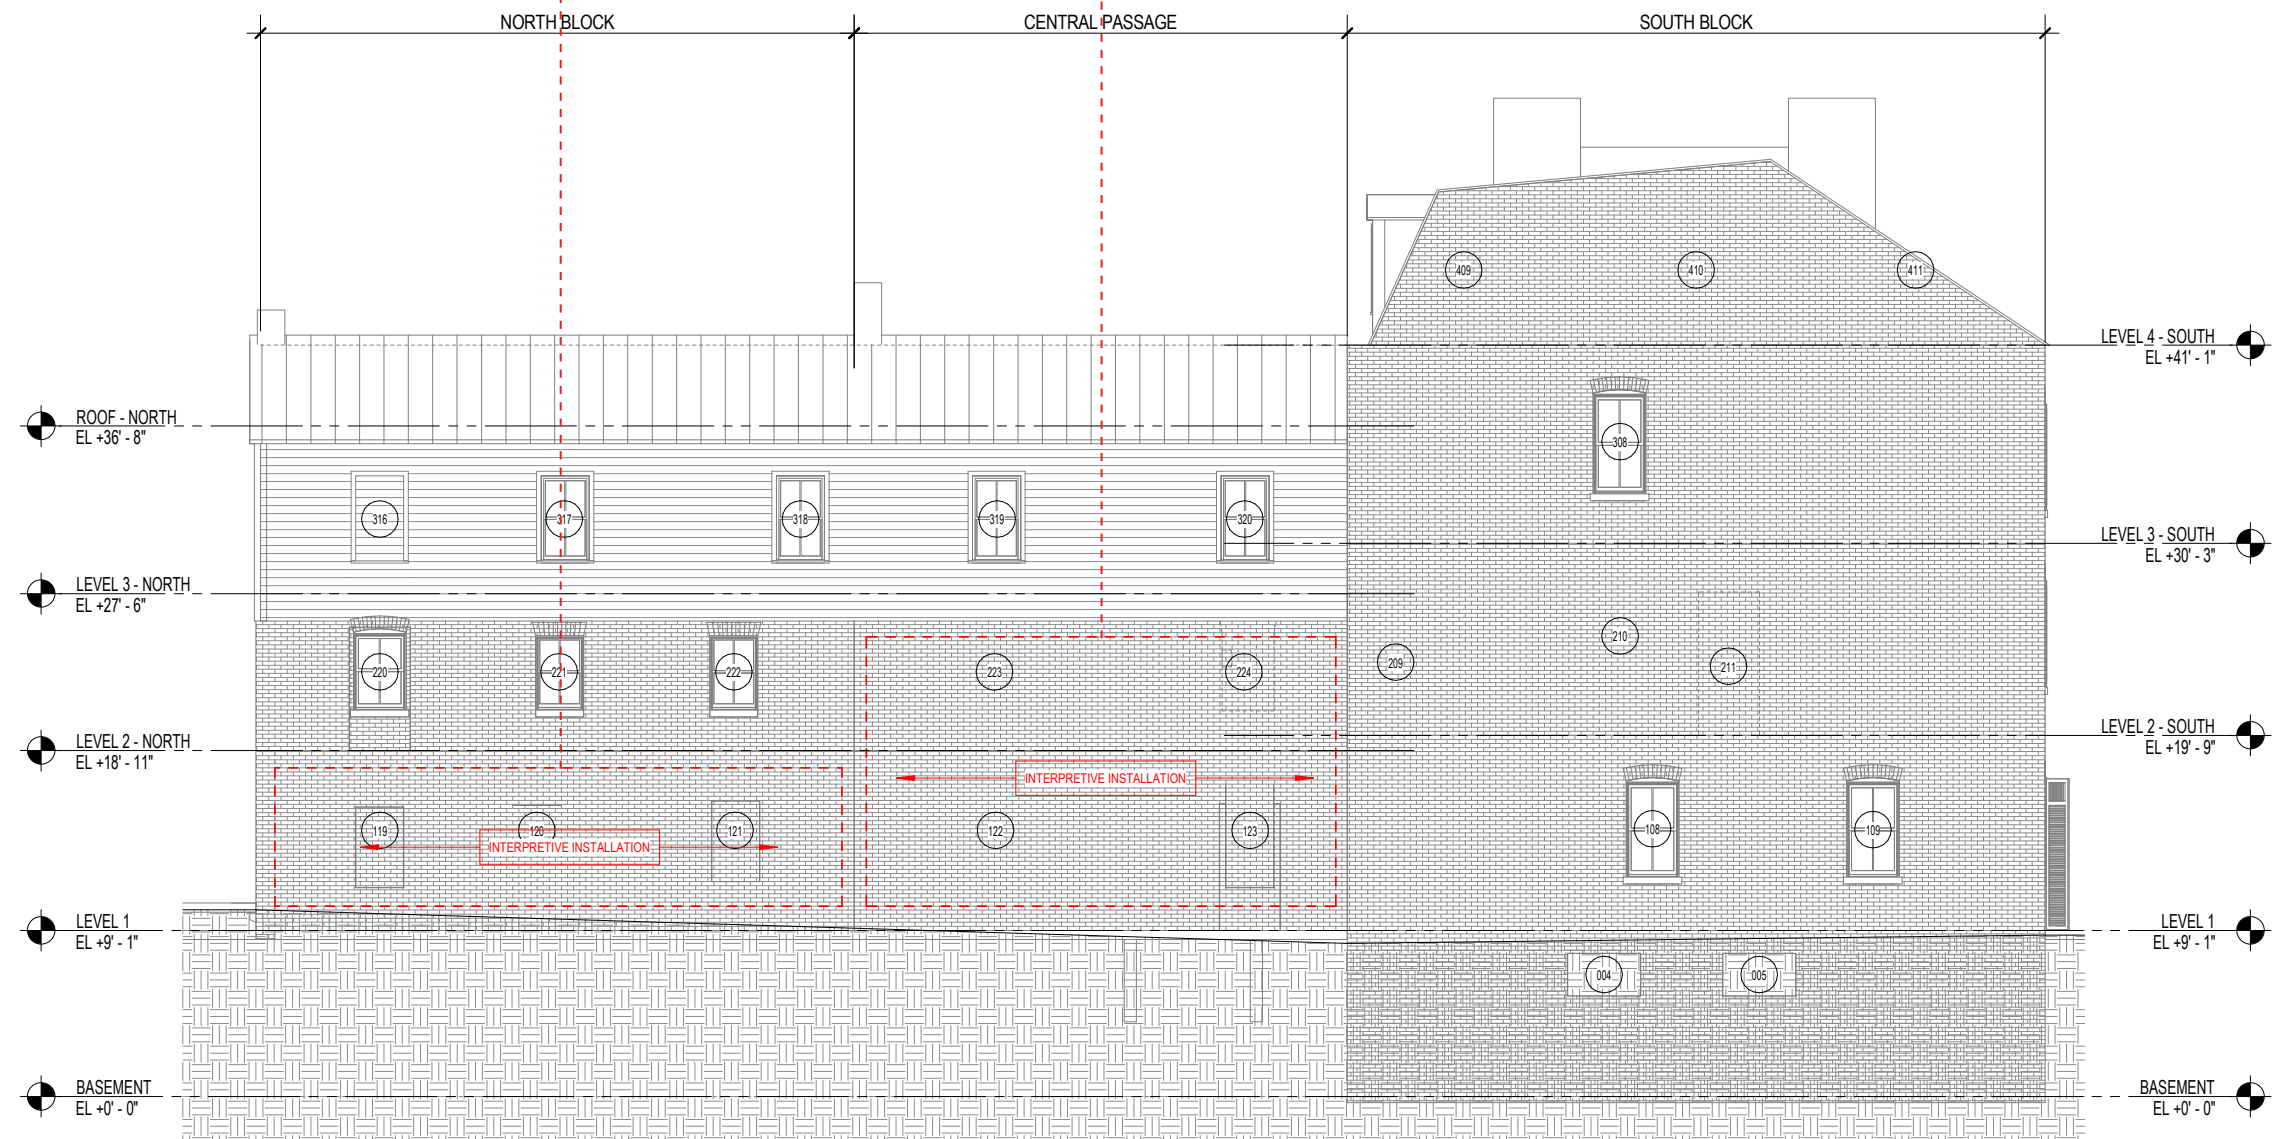 NORTH BLOCK
CENTRAL PASSAGE
SOUTH BLOCK
409
410
411
LEVEL 4 - SOUTH
EL +41' - 1"
ROOF - NORTH
EL +36' - 8"
308
316
317
318
319
320
LEVEL 3 - SOUTH
EL +30' - 3"
LEVEL 3 - NORTH
EL +27' - 6"
220
221
222
223
224
209
210
211
LEVEL 2 - NORTH
EL +18' - 11"
LEVEL 2 - SOUTH
EL +19' - 9"
INTERPRETIVE INSTALLATION
119
120
121
122
123
108
109
INTERPRETIVE INSTALLATION
LEVEL 1
EL +9' - 1"
LEVEL 1
EL +9' - 1"
004
005
BASEMENT
EL +0' - 0"
BASEMENT
EL +0' - 0"